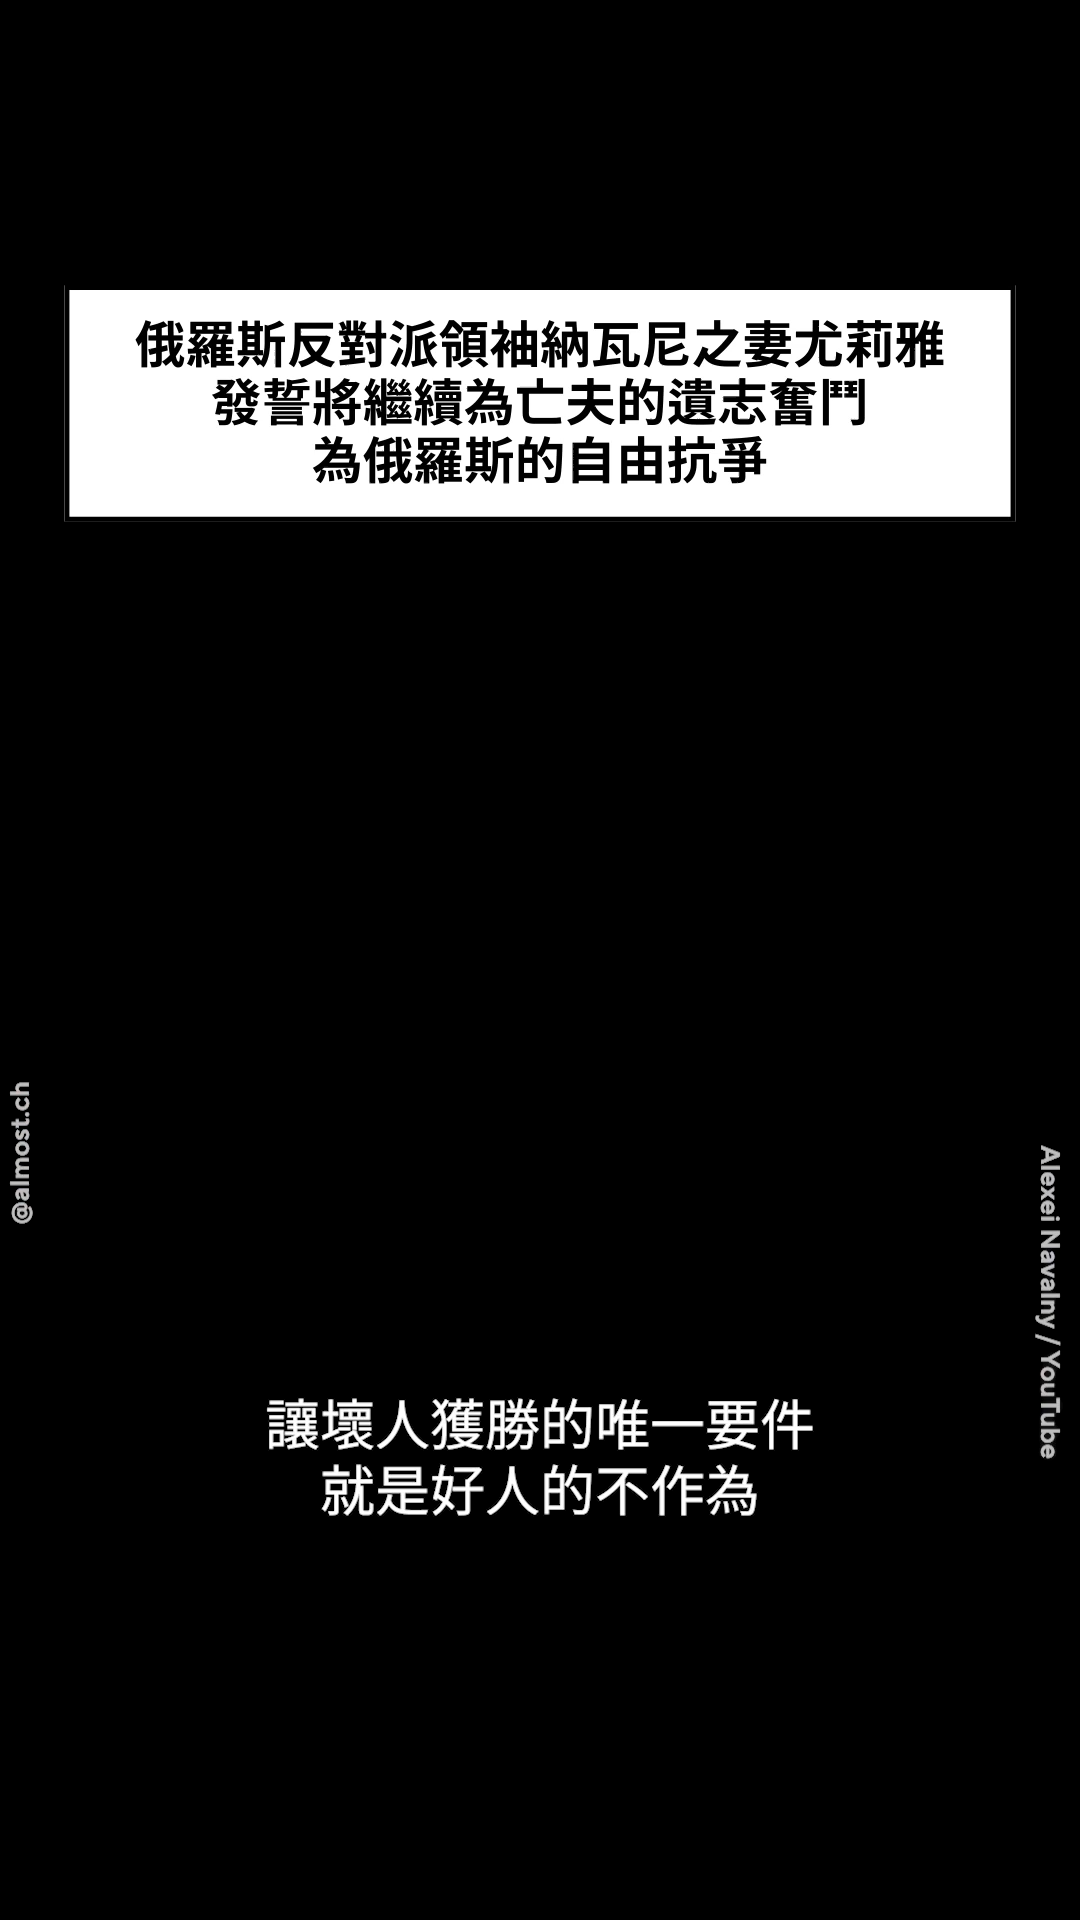 俄羅斯反對派領袖納瓦尼之妻尤莉雅
發誓將繼續為亡夫的遺志奮鬥
為俄羅斯的自由抗爭
@almost.ch
Alexei Navalny / YouTube
讓壞人獲勝的唯一要件
就是好人的不作為